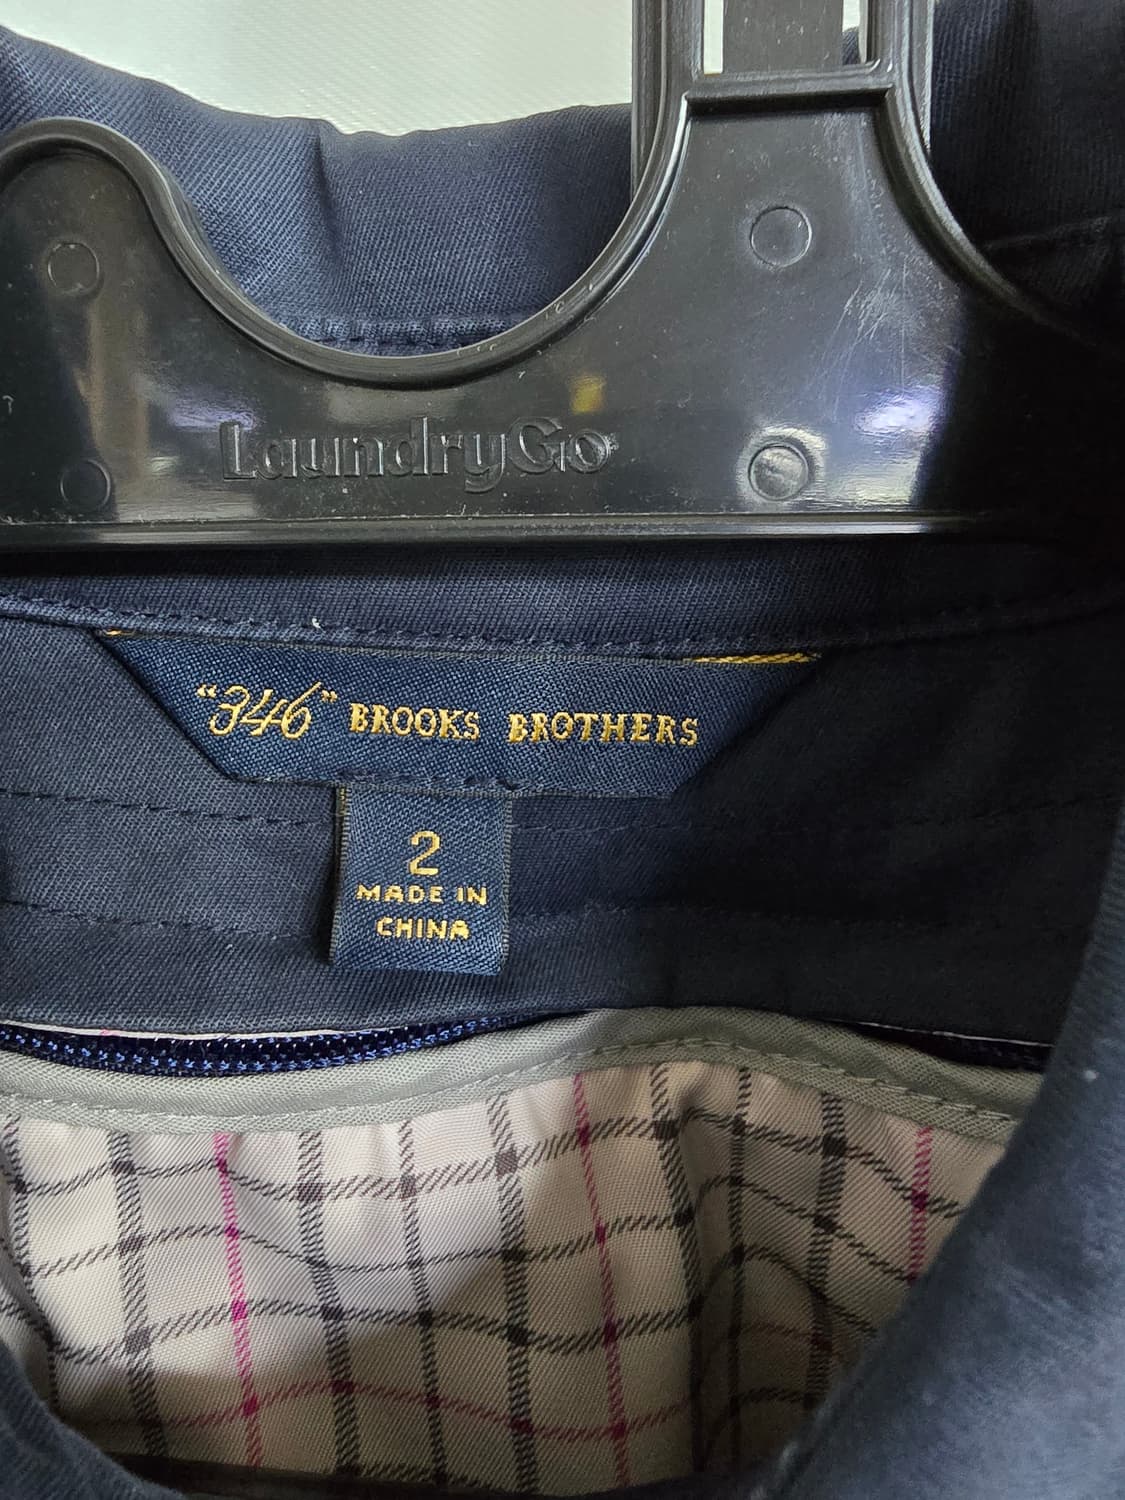 LaundryGo
"346" BROOKS BROTHERS
2
MADE IN
CHINA